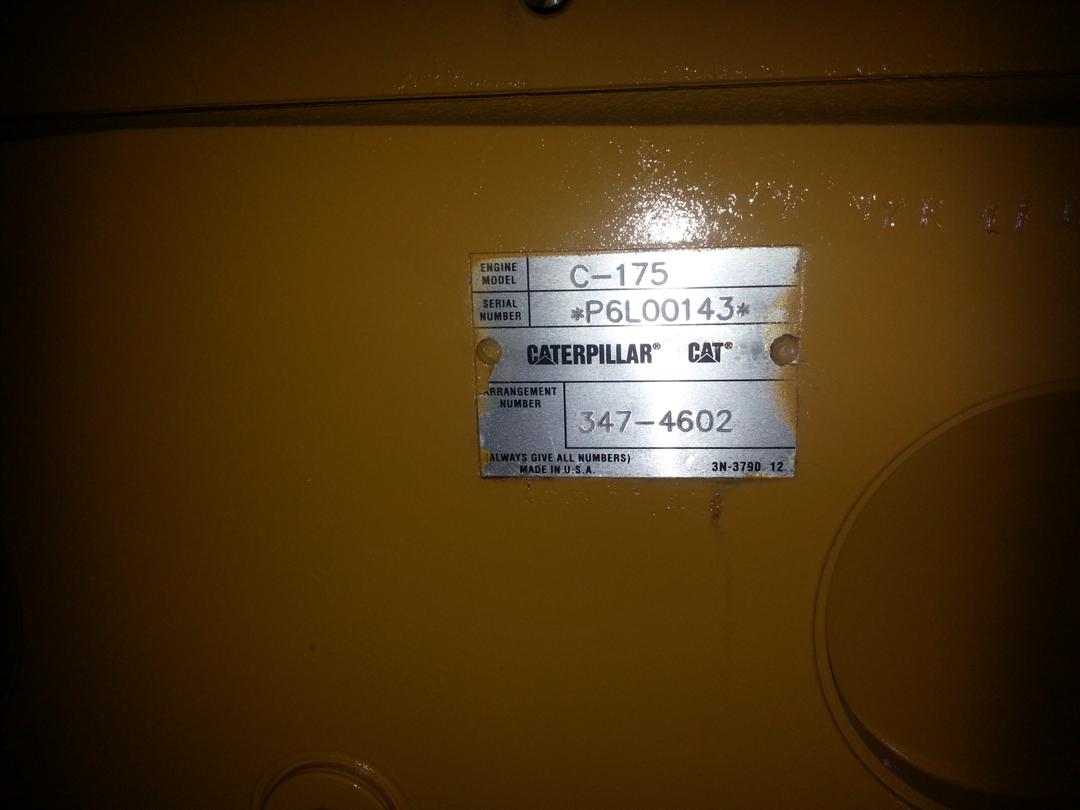 ENGINE MODEL C-175
SERIAL NUMBER *P6L00143*
CATERPILLAR® CAT®
ARRANGEMENT NUMBER 347-4602
(ALWAYS GIVE ALL NUMBERS)
MADE IN U.S.A. 3N-3790 12